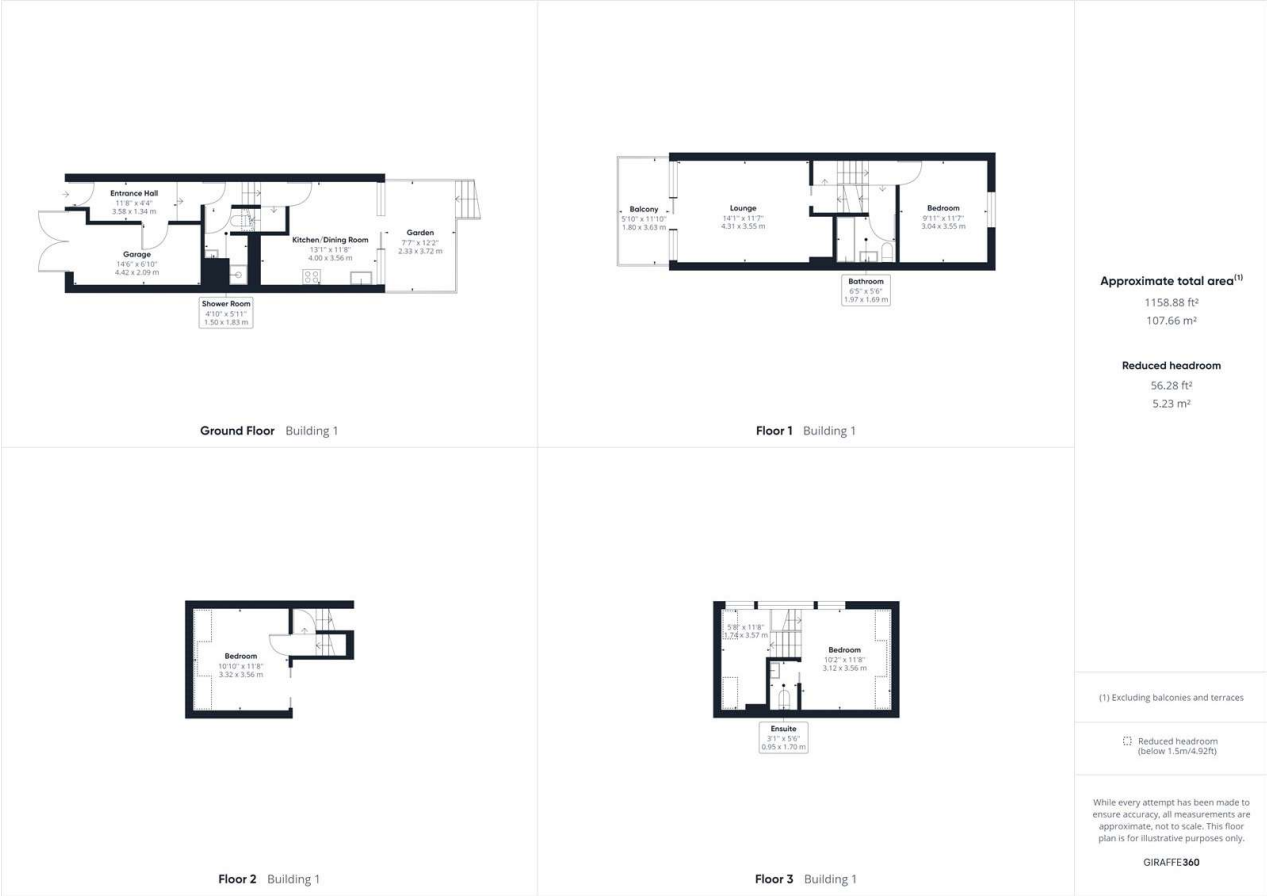 Entrance Hall
11'8" x 4'4"
3.58 x 1.34 m
Garage
14'6" x 6'10"
4.42 x 2.09 m
Kitchen/Dining Room
13'1" x 11'8"
4.00 x 3.56 m
Garden
7'7" x 12'2"
2.33 x 3.72 m
Shower Room
4'10" x 5'11"
1.50 x 1.83 m
Ground Floor Building 1
Balcony
5'10" x 11'10"
1.80 x 3.63 m
Lounge
14'1" x 11'7"
4.31 x 3.55 m
Bedroom
9'11" x 11'7"
3.04 x 3.55 m
Bathroom
6'5" x 5'6"
1.97 x 1.69 m
Floor 1 Building 1
Bedroom
10'10" x 11'8"
3.32 x 3.56 m
Floor 2 Building 1
5'8" x 11'8"
1.74 x 3.57 m
Bedroom
10'2" x 11'8"
3.12 x 3.56 m
Ensuite
3'1" x 5'6"
0.95 x 1.70 m
Floor 3 Building 1
Approximate total area(1)
1158.88 ft²
107.66 m²
Reduced headroom
56.28 ft²
5.23 m²
(1) Excluding balconies and terraces
Reduced headroom
(below 1.5m/4.92ft)
While every attempt has been made to
ensure accuracy, all measurements are
approximate, not to scale. This floor
plan is for illustrative purposes only.
GIRAFFE360